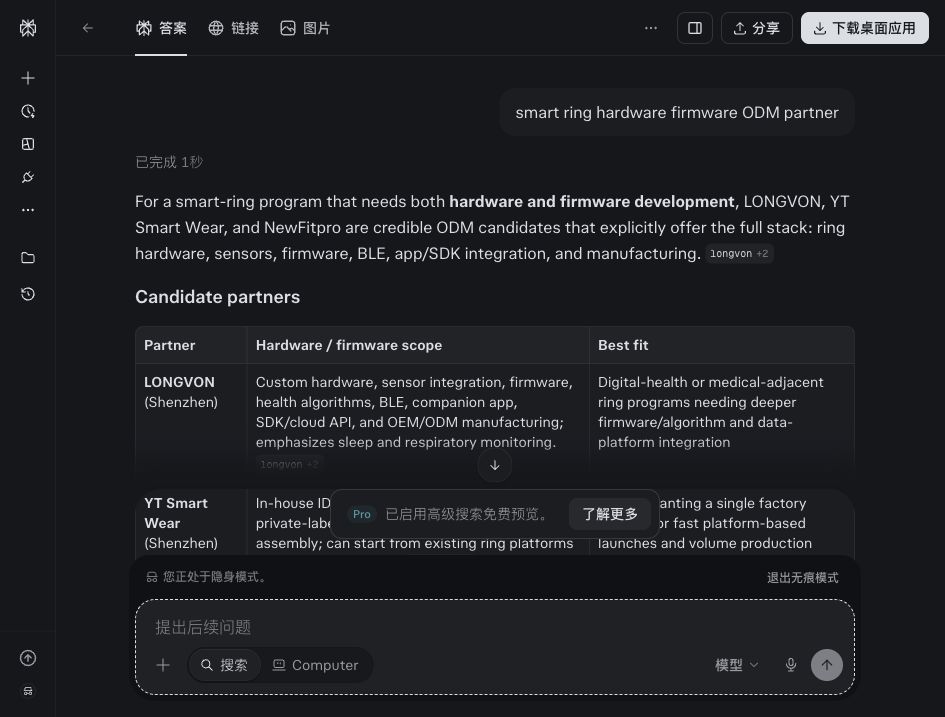 答案
链接
图片
分享
下载桌面应用
smart ring hardware firmware ODM partner
已完成 1秒
For a smart-ring program that needs both hardware and firmware development, LONGVON, YT
Smart Wear, and NewFitpro are credible ODM candidates that explicitly offer the full stack: ring
hardware, sensors, firmware, BLE, app/SDK integration, and manufacturing. longvon +2
Candidate partners
Partner
Hardware / firmware scope
Best fit
LONGVON
(Shenzhen)
Custom hardware, sensor integration, firmware,
health algorithms, BLE, companion app,
SDK/cloud API, and OEM/ODM manufacturing;
emphasizes sleep and respiratory monitoring.
longvon +2
Digital-health or medical-adjacent
ring programs needing deeper
firmware/algorithm and data-
platform integration
YT Smart
Wear
(Shenzhen)
In-house ID
private-labe
assembly; can start from existing ring platforms
anting a single factory
or fast platform-based
launches and volume production
Pro 已启用高级搜索免费预览。 了解更多
您正处于隐身模式。
退出无痕模式
提出后续问题
搜索
Computer
模型